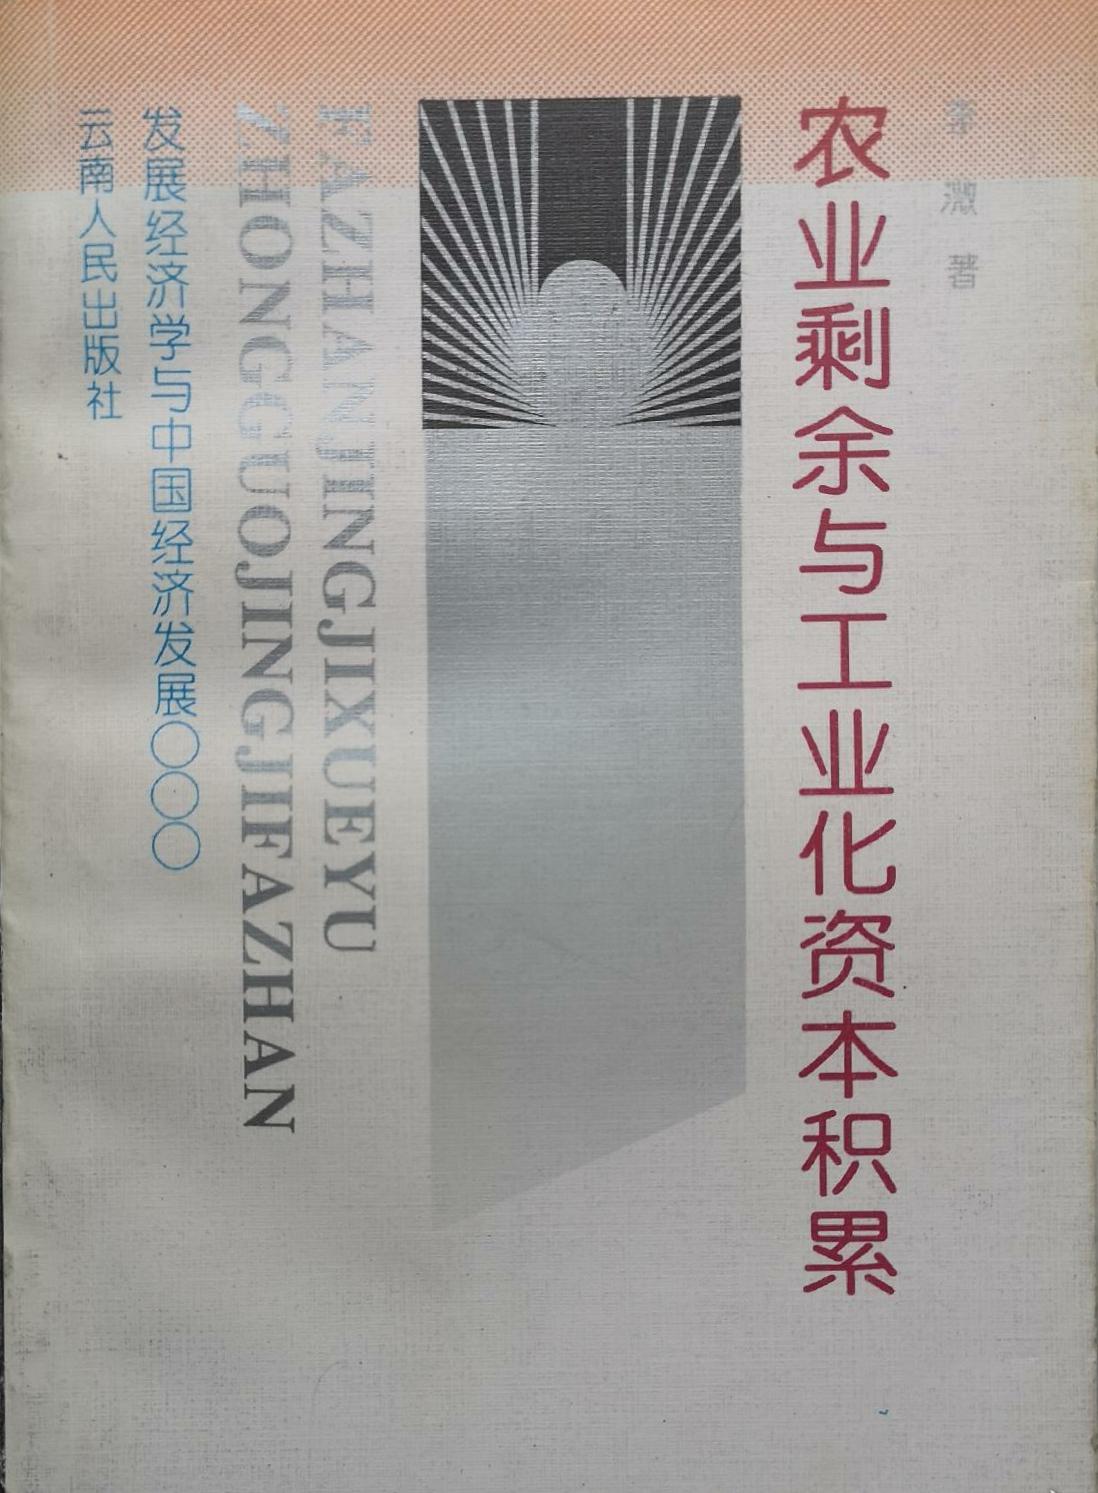 李溦 著
农业剩余与工业化资本积累
FAZHANJINGJIXUEYU
ZHONGGUOJINGJIFAZHAN
发展经济学与中国经济发展〇〇〇
云南人民出版社